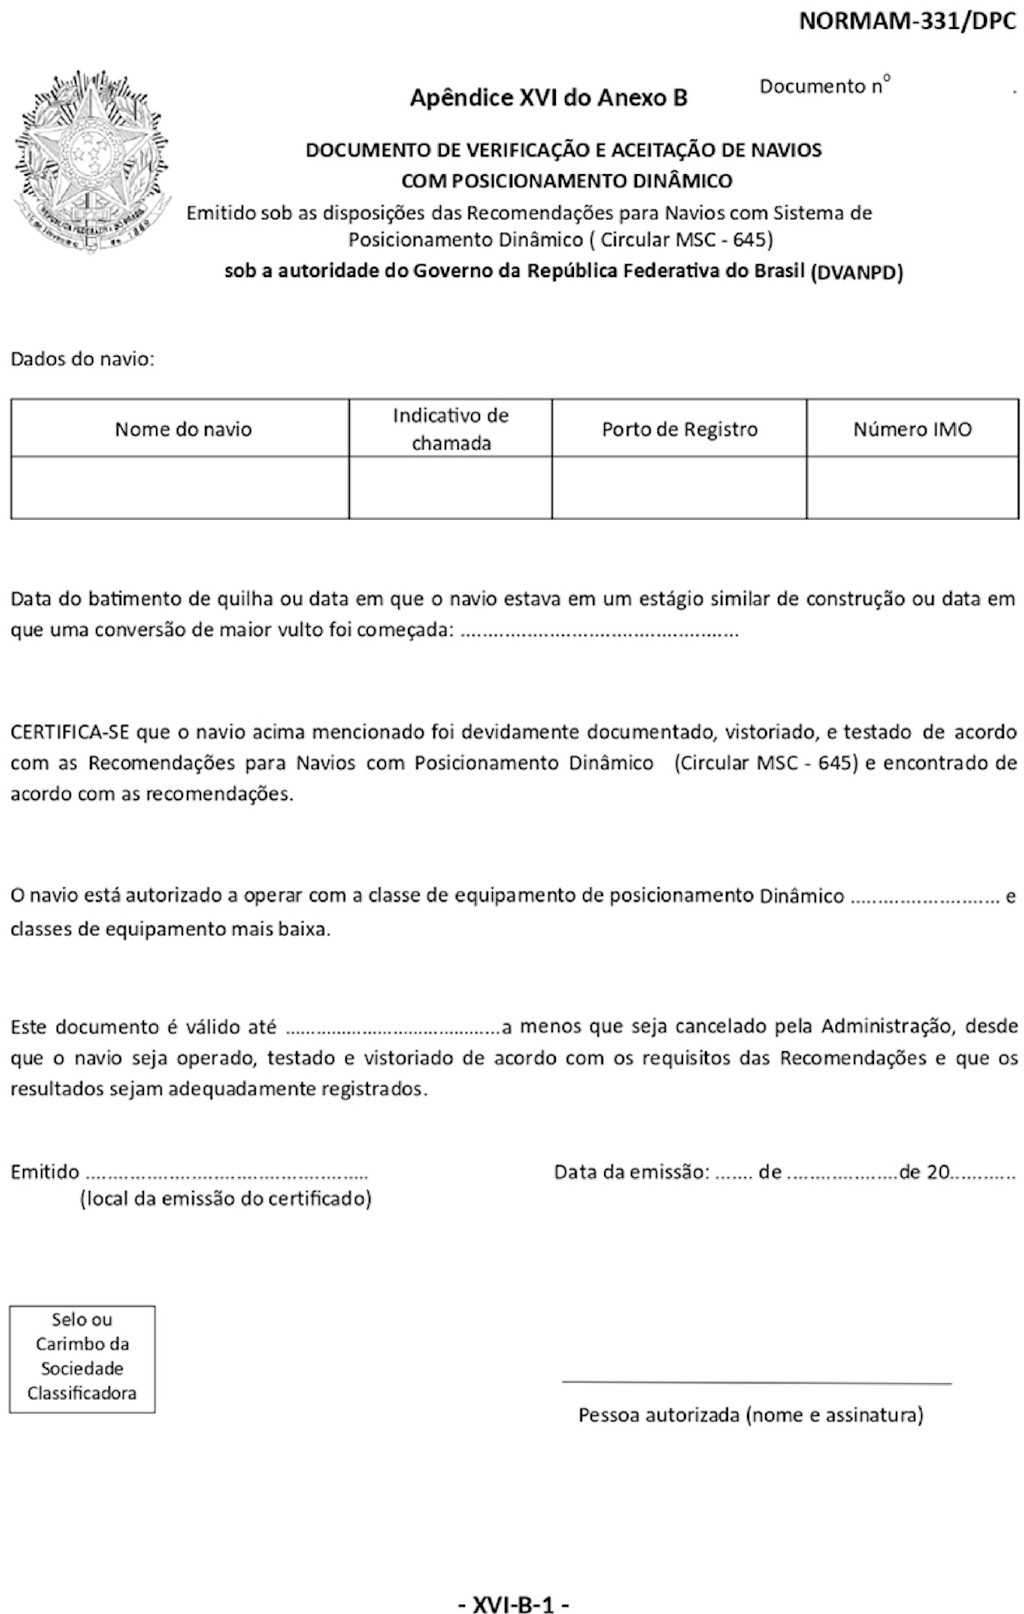 NORMAM-331/DPC
Apêndice XVI do Anexo B
Documento nº .
DOCUMENTO DE VERIFICAÇÃO E ACEITAÇÃO DE NAVIOS
COM POSICIONAMENTO DINÂMICO
Emitido sob as disposições das Recomendações para Navios com Sistema de
Posicionamento Dinâmico ( Circular MSC - 645)
sob a autoridade do Governo da República Federativa do Brasil (DVANPD)
REPÚBLICA FEDERATIVA DO BRASIL
15 de Novembro de 1889
Dados do navio:
Nome do navio
Indicativo de
chamada
Porto de Registro
Número IMO
Data do batimento de quilha ou data em que o navio estava em um estágio similar de construção ou data em
que uma conversão de maior vulto foi começada: ..................................................
CERTIFICA-SE que o navio acima mencionado foi devidamente documentado, vistoriado, e testado de acordo
com as Recomendações para Navios com Posicionamento Dinâmico (Circular MSC - 645) e encontrado de
acordo com as recomendações.
O navio está autorizado a operar com a classe de equipamento de posicionamento Dinâmico ........................... e
classes de equipamento mais baixa.
Este documento é válido até .......................................a menos que seja cancelado pela Administração, desde
que o navio seja operado, testado e vistoriado de acordo com os requisitos das Recomendações e que os
resultados sejam adequadamente registrados.
Emitido ................................................... Data da emissão: ....... de ....................de 20............
(local da emissão do certificado)
Selo ou
Carimbo da
Sociedade
Classificadora
Pessoa autorizada (nome e assinatura)
- XVI-B-1 -